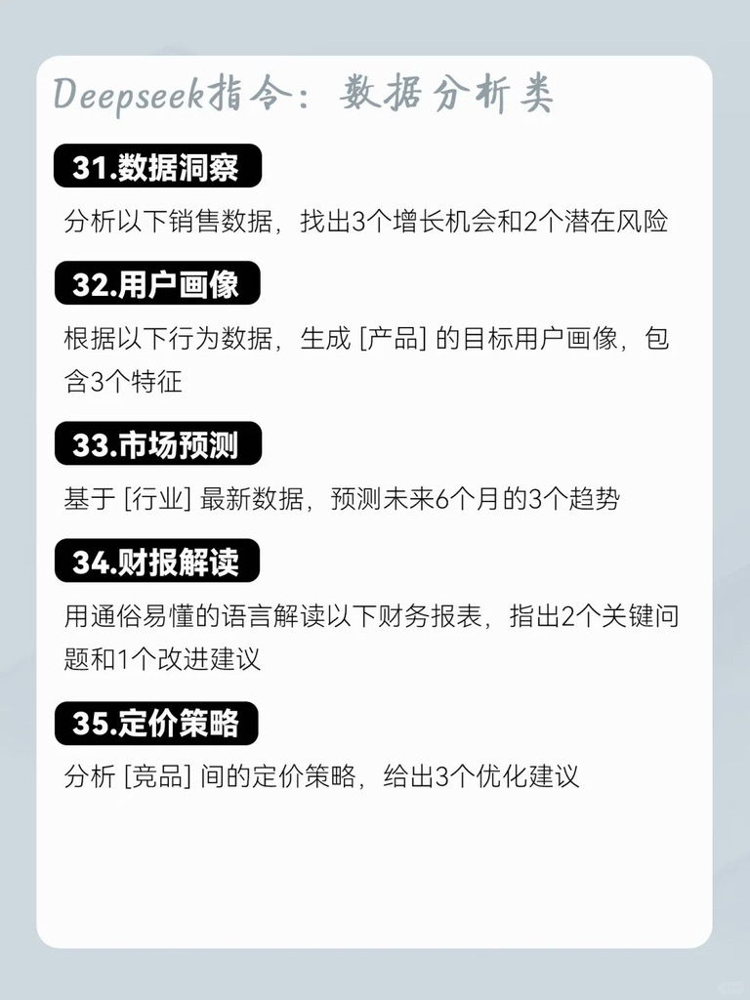 Deepseek指令：数据分析类
31.数据洞察
分析以下销售数据，找出3个增长机会和2个潜在风险
32.用户画像
根据以下行为数据，生成 [产品] 的目标用户画像，包
含3个特征
33.市场预测
基于 [行业] 最新数据，预测未来6个月的3个趋势
34.财报解读
用通俗易懂的语言解读以下财务报表，指出2个关键问
题和1个改进建议
35.定价策略
分析 [竞品] 间的定价策略，给出3个优化建议